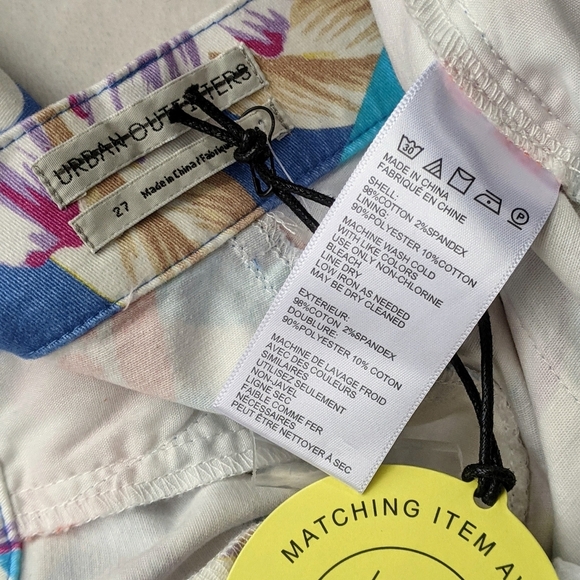 URBAN OUTFITTERS
27 Made in China / Fabriqué
30
P
MADE IN CHINA
FABRIQUE EN CHINE
SHELL:
98%COTTON 2%SPANDEX
LINING:
90%POLYESTER 10%COTTON
MACHINE WASH COLD
WITH LIKE COLORS
USE ONLY NON-CHLORINE
BLEACH
LINE DRY
LOW IRON AS NEEDED
MAY BE DRY CLEANED
EXTÉRIEUR:
98%COTON 2%SPANDEX
DOUBLURE:
90%POLYESTER 10% COTON
MACHINE DE LAVAGE FROID
AVEC DES COULEURS
SIMILAIRES
UTILISEZ SEULEMENT
NON-JAVEL
LIGNE SEC
FAIBLE COMME FER
NÉCESSAIRES
PEUT ÊTRE NETTOYER À SEC
MATCHING ITEM